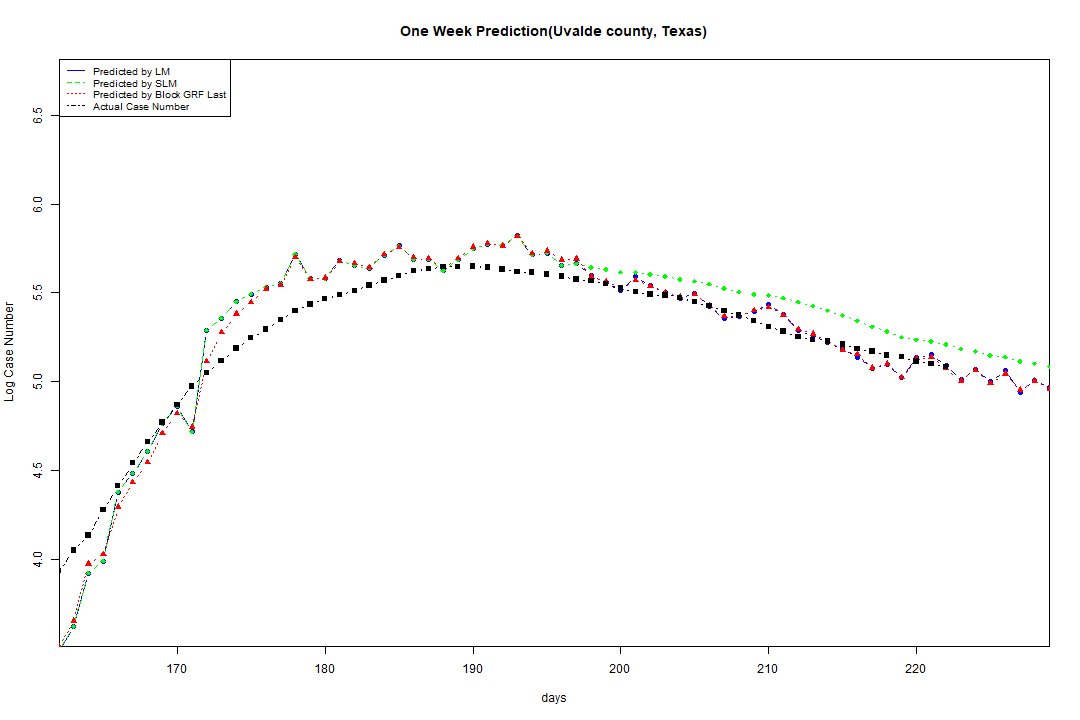 One Week Prediction(Uvalde county, Texas)
Predicted by LM
Predicted by SLM
Predicted by Block GRF Last
Actual Case Number
Log Case Number
6.5
6.0
5.5
5.0
4.5
4.0
170 180 190 200 210 220
days